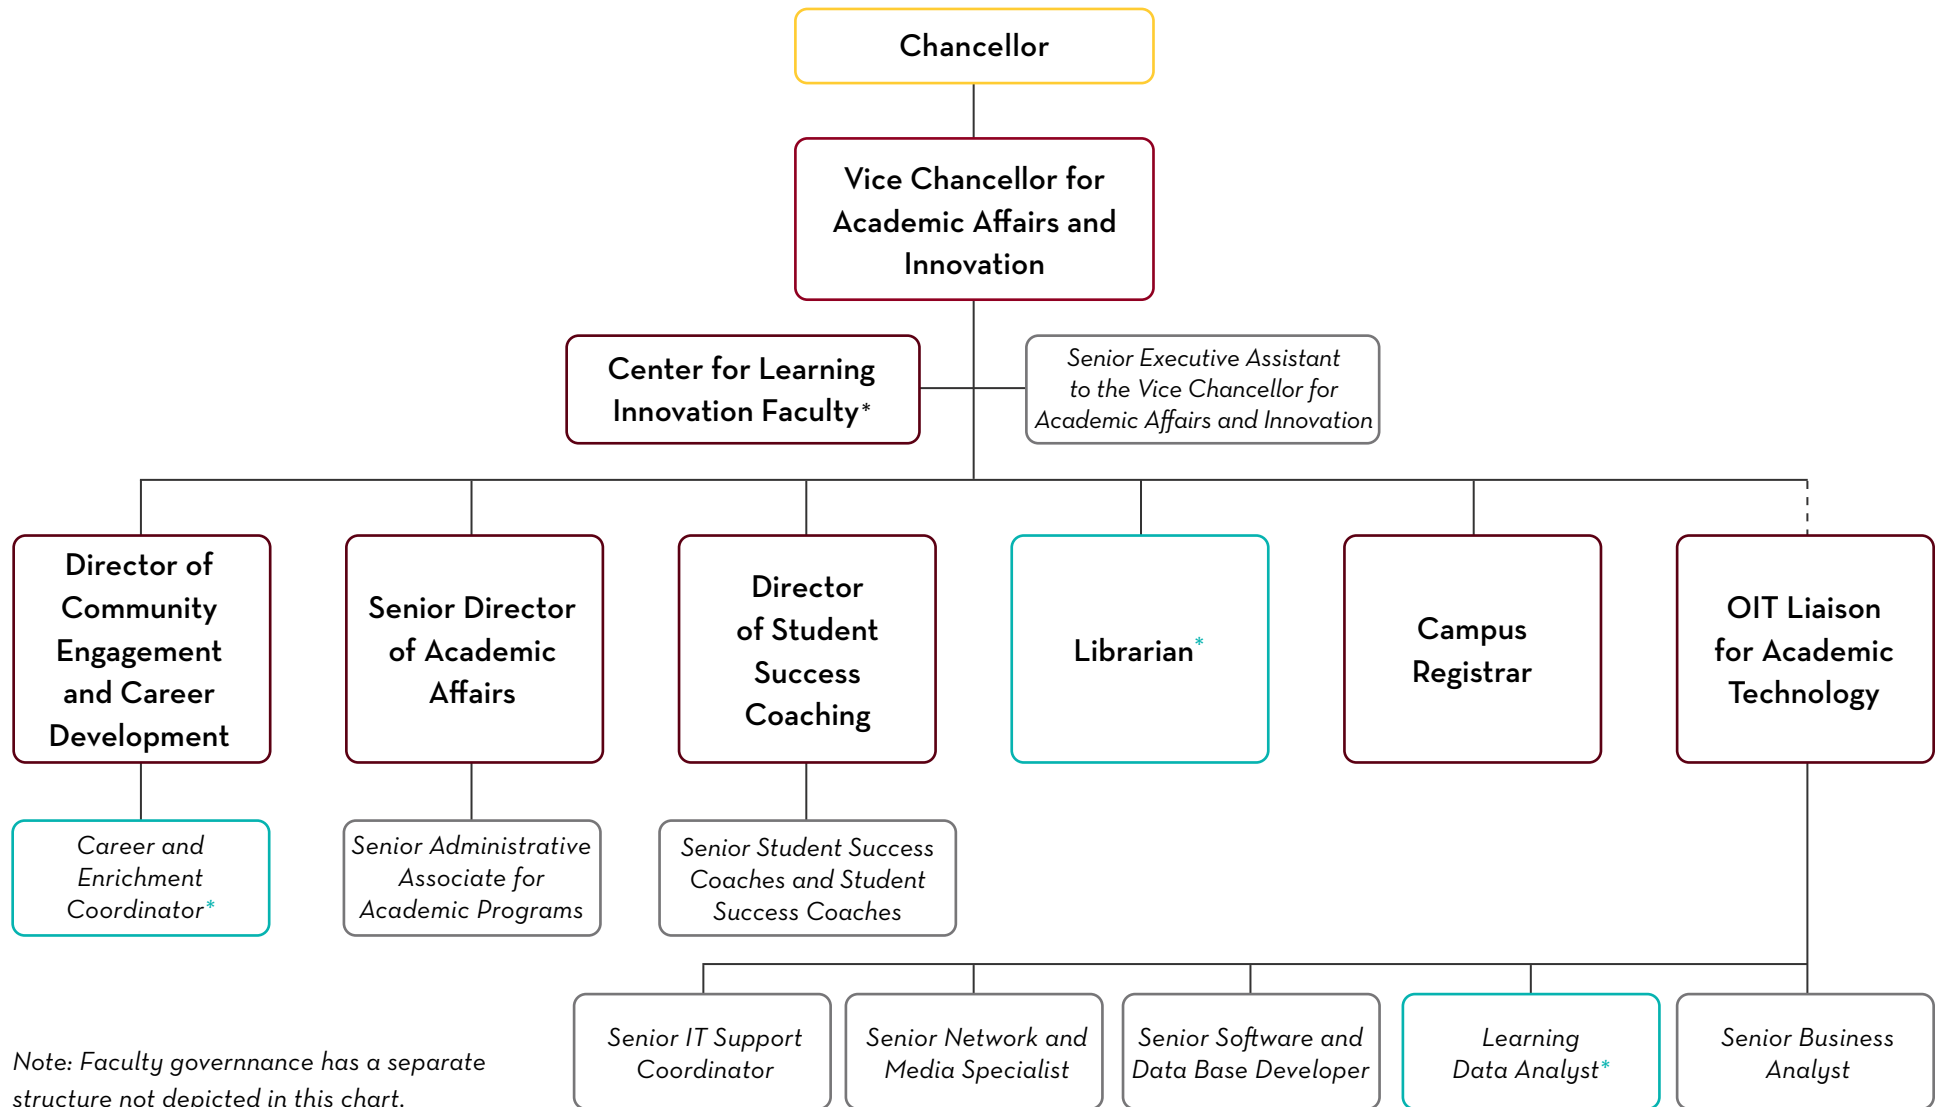 Chancellor
Vice Chancellor for
Academic Affairs and
Innovation
Center for Learning
Innovation Faculty*
Senior Executive Assistant
to the Vice Chancellor for
Academic Affairs and Innovation
Director of
Community
Engagement
and Career
Development
Senior Director
of Academic
Affairs
Director
of Student
Success
Coaching
Librarian*
Campus
Registrar
OIT Liaison
for Academic
Technology
Career and
Enrichment
Coordinator*
Senior Administrative
Associate for
Academic Programs
Senior Student Success
Coaches and Student
Success Coaches
Senior IT Support
Coordinator
Senior Network and
Media Specialist
Senior Software and
Data Base Developer
Learning
Data Analyst*
Senior Business
Analyst
Note: Faculty governnance has a separate
structure not depicted in this chart.